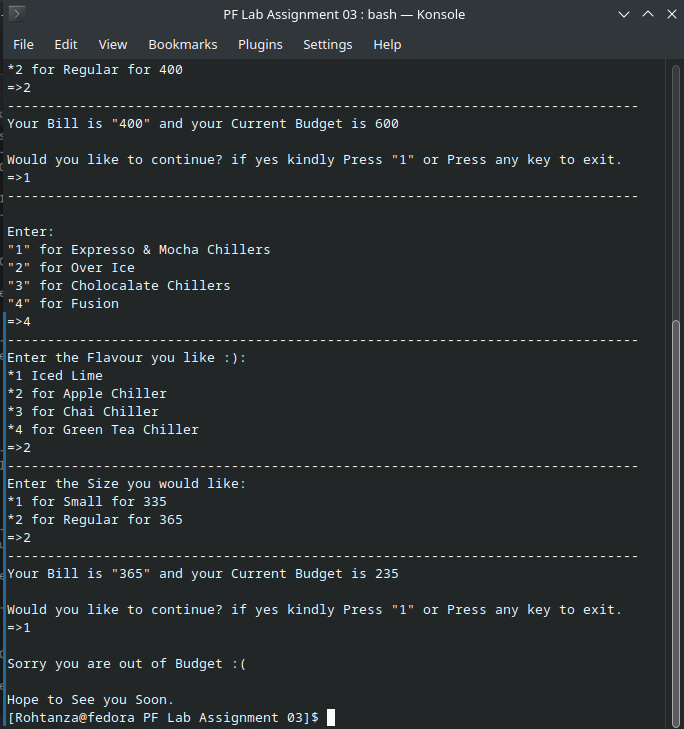 PF Lab Assignment 03 : bash — Konsole
File Edit View Bookmarks Plugins Settings Help
*2 for Regular for 400
=>2
-------------------------------------------------------------------------------
Your Bill is "400" and your Current Budget is 600
Would you like to continue? if yes kindly Press "1" or Press any key to exit.
=>1
-------------------------------------------------------------------------------
Enter:
"1" for Expresso & Mocha Chillers
"2" for Over Ice
"3" for Cholocalate Chillers
"4" for Fusion
=>4
-------------------------------------------------------------------------------
Enter the Flavour you like :):
*1 Iced Lime
*2 for Apple Chiller
*3 for Chai Chiller
*4 for Green Tea Chiller
=>2
-------------------------------------------------------------------------------
Enter the Size you would like:
*1 for Small for 335
*2 for Regular for 365
=>2
-------------------------------------------------------------------------------
Your Bill is "365" and your Current Budget is 235
Would you like to continue? if yes kindly Press "1" or Press any key to exit.
=>1
Sorry you are out of Budget :(
Hope to See you Soon.
[Rohtanza@fedora PF Lab Assignment 03]$